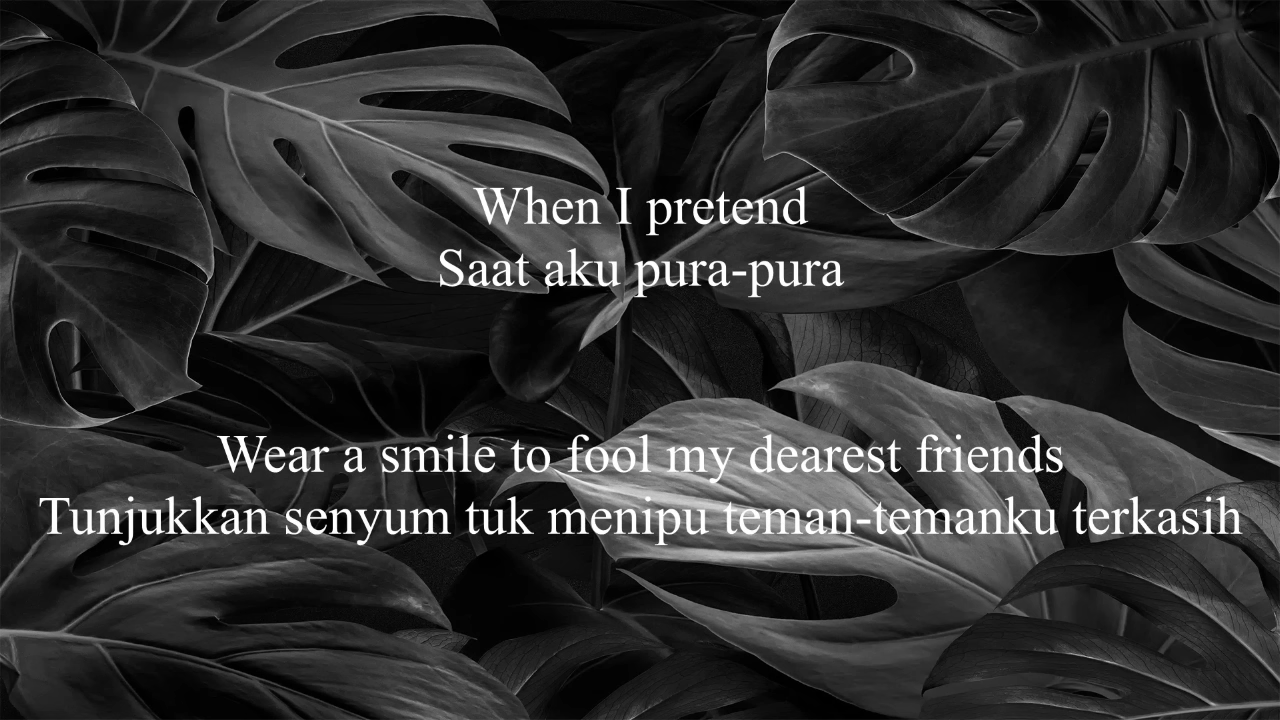 When I pretend
Saat aku pura-pura
Wear a smile to fool my dearest friends
Tunjukkan senyum tuk menipu teman-temanku terkasih